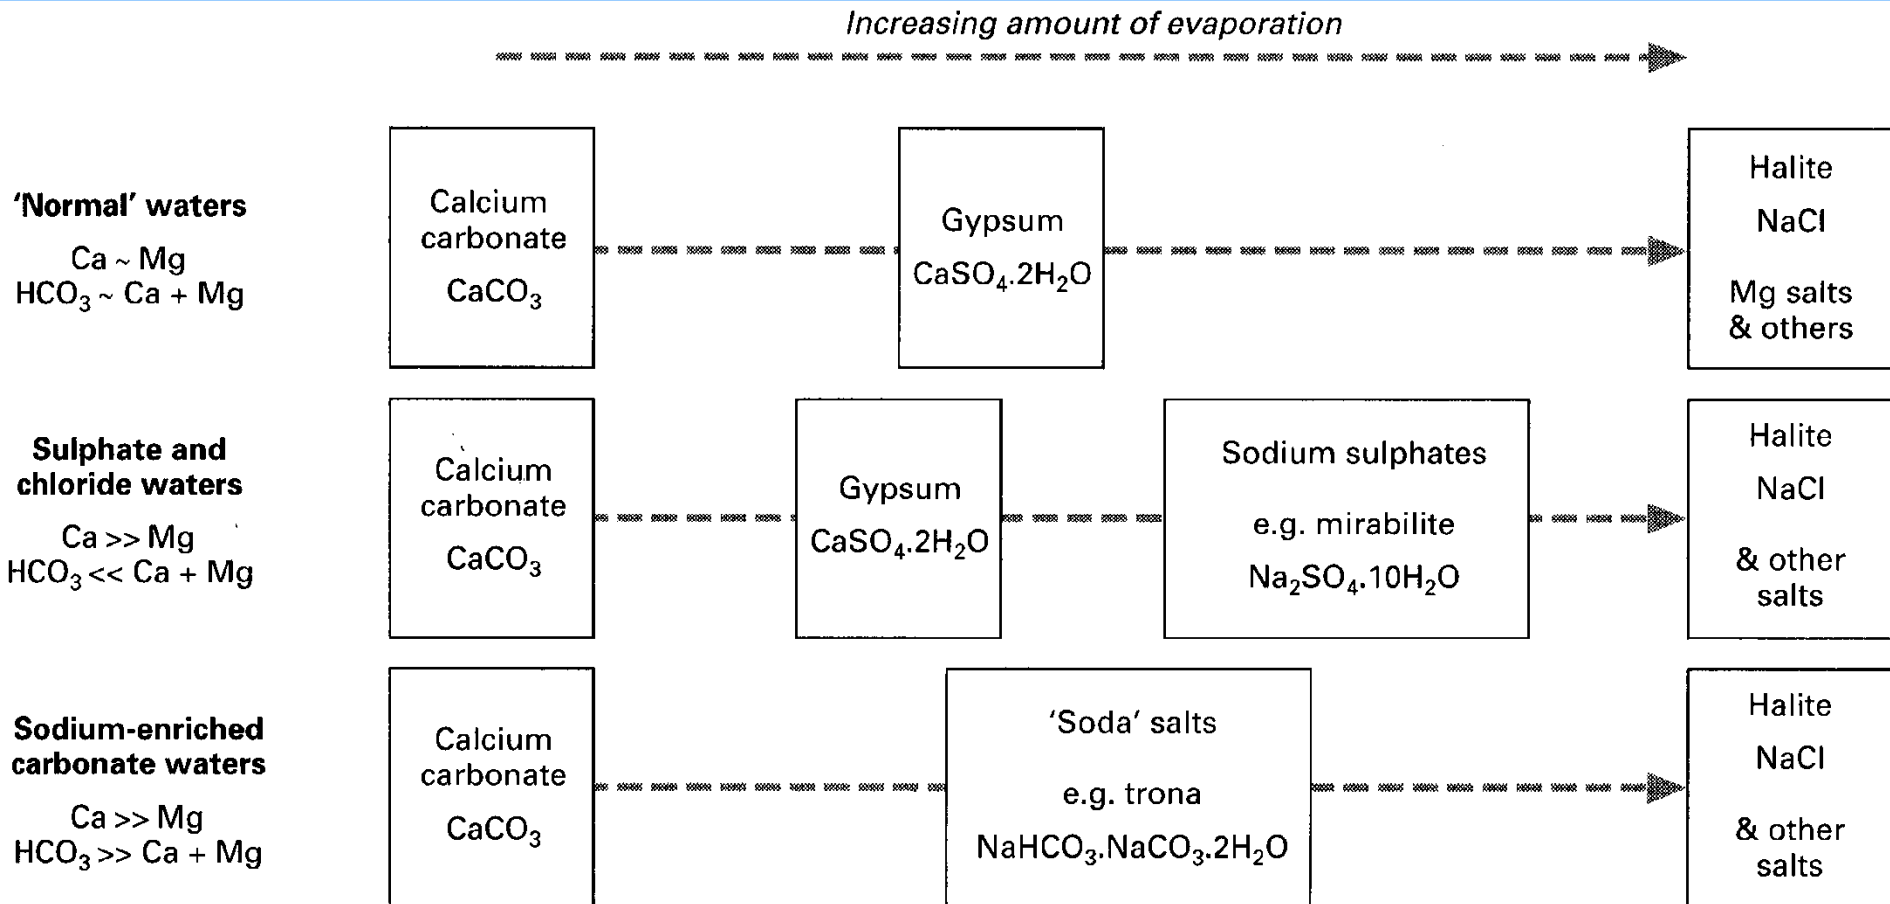 Increasing amount of evaporation
'Normal' waters
Ca ~ Mg
HCO₃ ~ Ca + Mg
Calcium
carbonate
CaCO₃
Gypsum
CaSO₄.2H₂O
Halite
NaCl
Mg salts
& others
Sulphate and
chloride waters
Ca >> Mg
HCO₃ << Ca + Mg
Calcium
carbonate
CaCO₃
Gypsum
CaSO₄.2H₂O
Sodium sulphates
e.g. mirabilite
Na₂SO₄.10H₂O
Halite
NaCl
& other
salts
Sodium-enriched
carbonate waters
Ca >> Mg
HCO₃ >> Ca + Mg
Calcium
carbonate
CaCO₃
'Soda' salts
e.g. trona
NaHCO₃.NaCO₃.2H₂O
Halite
NaCl
& other
salts